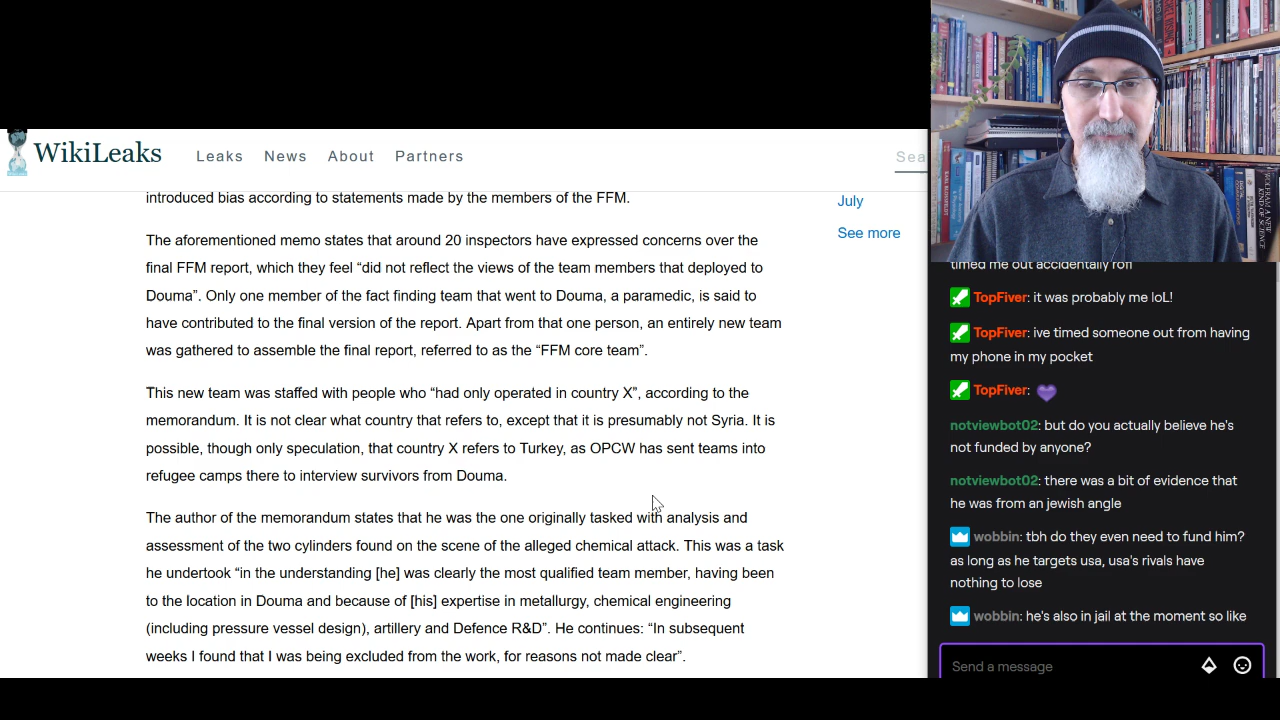 WikiLeaks
Leaks News About Partners
Sea
introduced bias according to statements made by the members of the FFM.
The aforementioned memo states that around 20 inspectors have expressed concerns over the
final FFM report, which they feel “did not reflect the views of the team members that deployed to
Douma”. Only one member of the fact finding team that went to Douma, a paramedic, is said to
have contributed to the final version of the report. Apart from that one person, an entirely new team
was gathered to assemble the final report, referred to as the “FFM core team”.
This new team was staffed with people who “had only operated in country X”, according to the
memorandum. It is not clear what country that refers to, except that it is presumably not Syria. It is
possible, though only speculation, that country X refers to Turkey, as OPCW has sent teams into
refugee camps there to interview survivors from Douma.
The author of the memorandum states that he was the one originally tasked with analysis and
assessment of the two cylinders found on the scene of the alleged chemical attack. This was a task
he undertook “in the understanding [he] was clearly the most qualified team member, having been
to the location in Douma and because of [his] expertise in metallurgy, chemical engineering
(including pressure vessel design), artillery and Defence R&D”. He continues: “In subsequent
weeks I found that I was being excluded from the work, for reasons not made clear”.
July
See more
WOLFRAM A NEW
KIND OF SCIENCE
timed me out accidentally rofl
TopFiver: it was probably me loL!
TopFiver: ive timed someone out from having
my phone in my pocket
TopFiver:
notviewbot02: but do you actually believe he's
not funded by anyone?
notviewbot02: there was a bit of evidence that
he was from an jewish angle
wobbin: tbh do they even need to fund him?
as long as he targets usa, usa's rivals have
nothing to lose
wobbin: he's also in jail at the moment so like
Send a message